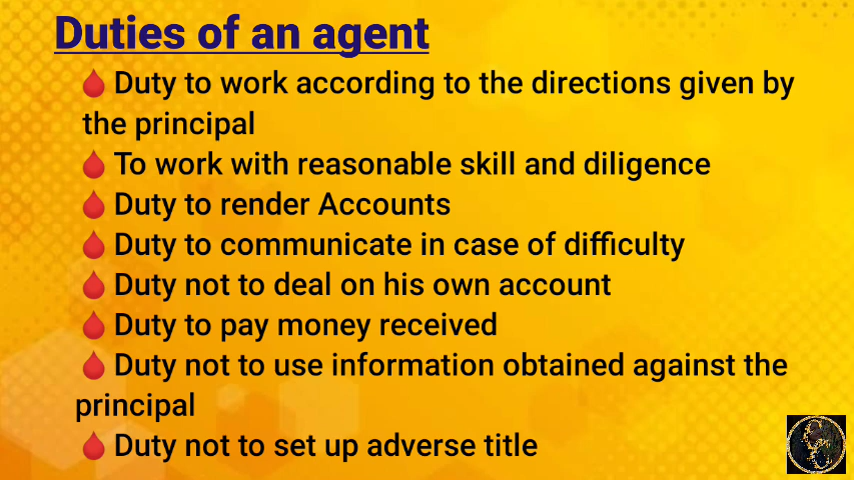 Duties of an agent
Duty to work according to the directions given by
the principal
To work with reasonable skill and diligence
Duty to render Accounts
Duty to communicate in case of difficulty
Duty not to deal on his own account
Duty to pay money received
Duty not to use information obtained against the
principal
Duty not to set up adverse title